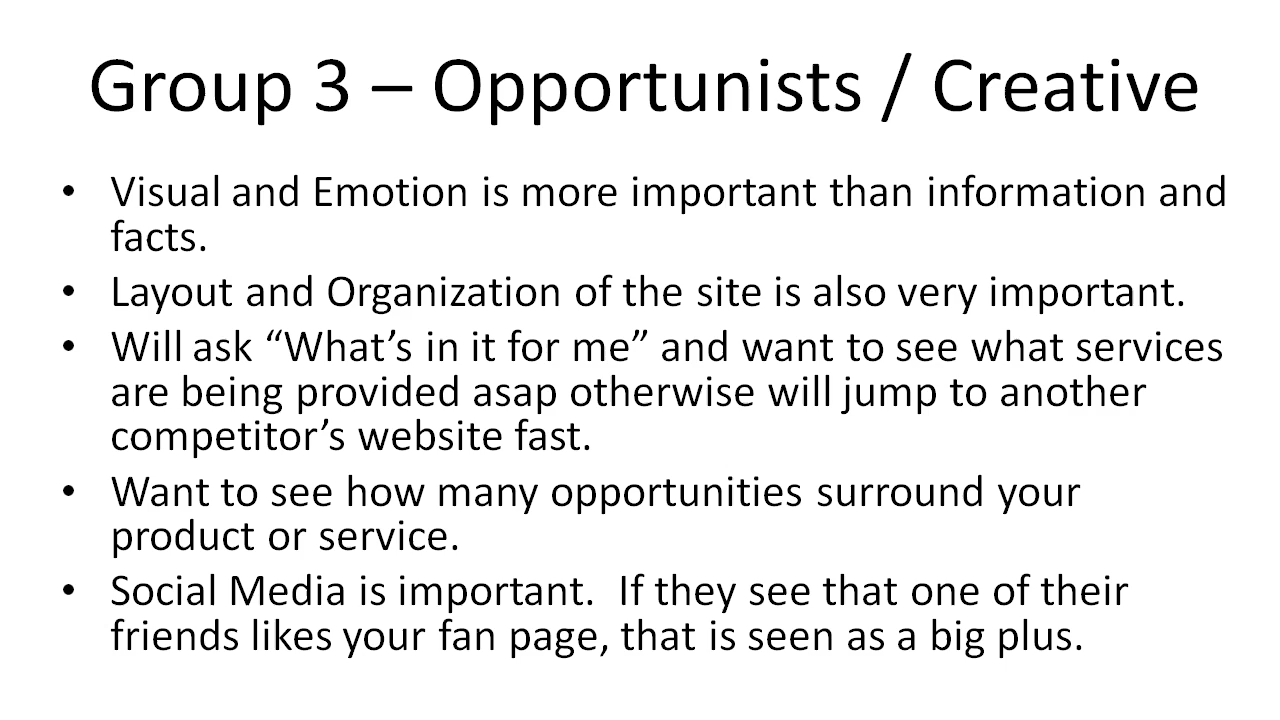 Group 3 – Opportunists / Creative
• Visual and Emotion is more important than information and
facts.
• Layout and Organization of the site is also very important.
• Will ask “What’s in it for me” and want to see what services
are being provided asap otherwise will jump to another
competitor’s website fast.
• Want to see how many opportunities surround your
product or service.
• Social Media is important.  If they see that one of their
friends likes your fan page, that is seen as a big plus.